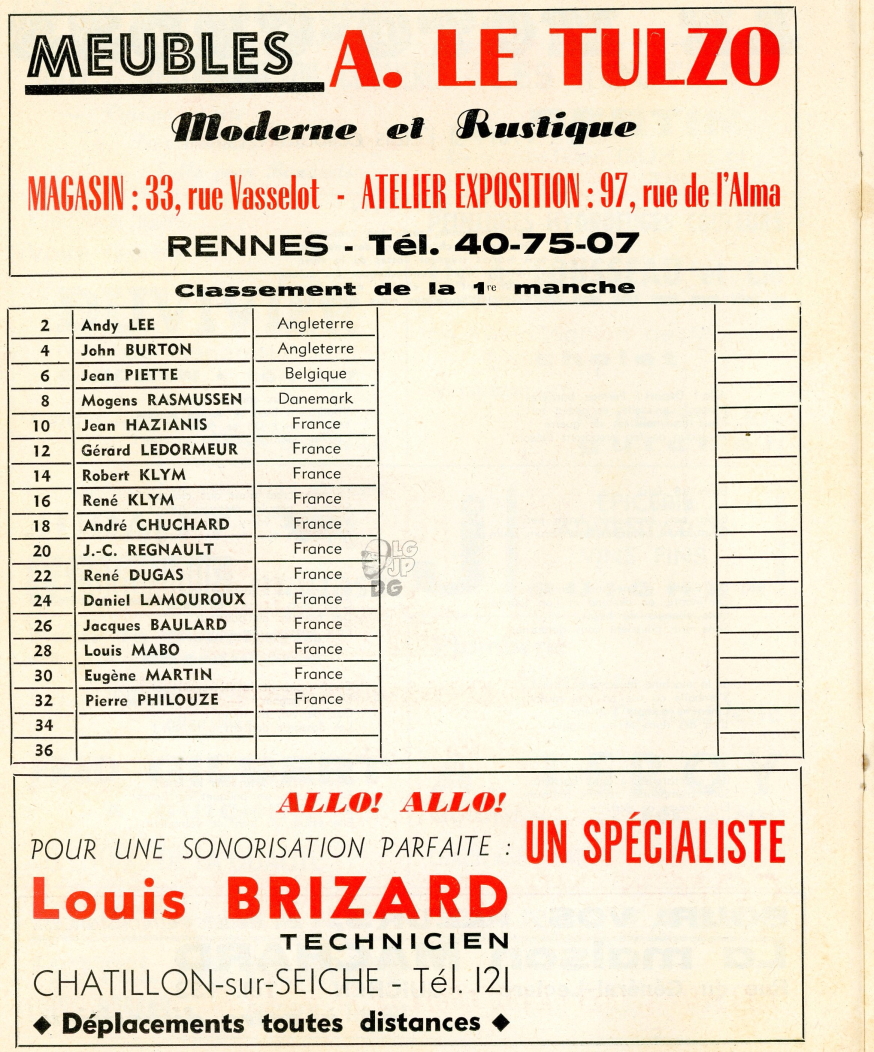 MEUBLES A. LE TULZO
Moderne et Rustique
MAGASIN : 33, rue Vasselot - ATELIER EXPOSITION : 97, rue de l'Alma
RENNES - Tél. 40-75-07
Classement de la 1re manche
2 Andy LEE Angleterre
4 John BURTON Angleterre
6 Jean PIETTE Belgique
8 Mogens RASMUSSEN Danemark
10 Jean HAZIANIS France
12 Gérard LEDORMEUR France
14 Robert KLYM France
16 René KLYM France
18 André CHUCHARD France
20 J.-C. REGNAULT France
22 René DUGAS France
24 Daniel LAMOUROUX France
26 Jacques BAULARD France
28 Louis MABO France
30 Eugène MARTIN France
32 Pierre PHILOUZE France
34
36
LG
JP
DG
ALLO! ALLO!
POUR UNE SONORISATION PARFAITE : UN SPÉCIALISTE
Louis BRIZARD
TECHNICIEN
CHATILLON-sur-SEICHE - Tél. 121
◆ Déplacements toutes distances ◆